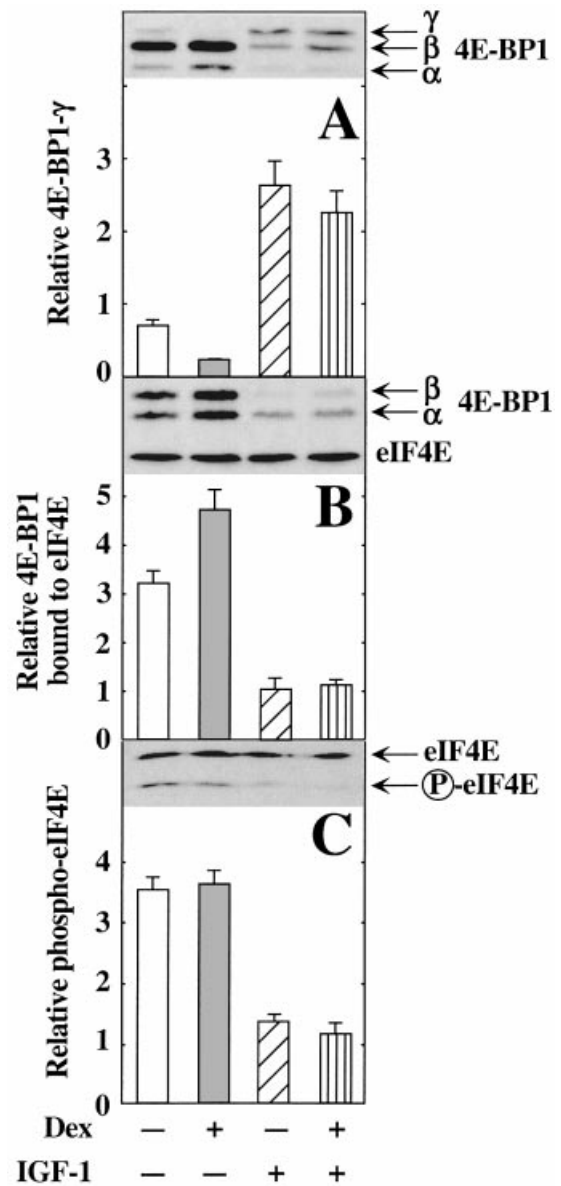 γ
β 4E-BP1
α
A
Relative 4E-BP1-γ
3
2
1
0
β
α 4E-BP1
eIF4E
B
Relative 4E-BP1
bound to eIF4E
5
4
3
2
1
0
eIF4E
P-eIF4E
C
Relative phospho-eIF4E
4
3
2
1
0
Dex − + − +
IGF-1 − − + +